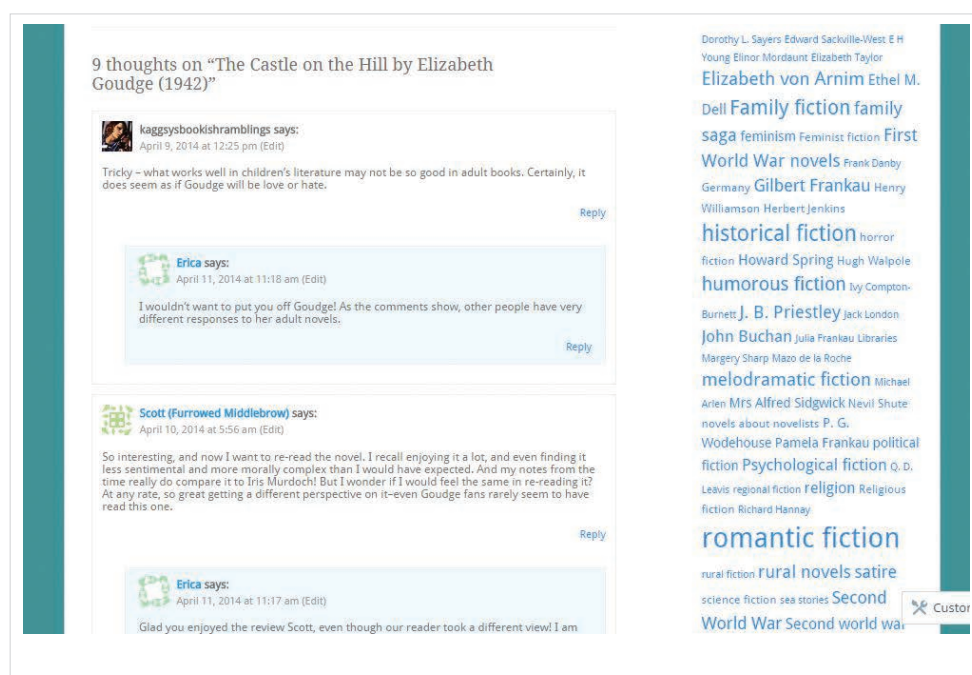 9 thoughts on “The Castle on the Hill by Elizabeth
Goudge (1942)”
kaggsysbookishramblings says:
April 9, 2014 at 12:25 pm (Edit)
Tricky – what works well in children’s literature may not be so good in adult books. Certainly, it
does seem as if Goudge will be love or hate.
Reply
Erica says:
April 11, 2014 at 11:18 am (Edit)
I wouldn’t want to put you off Goudge! As the comments show, other people have very
different responses to her adult novels.
Reply
Scott (Furrowed Middlebrow) says:
April 10, 2014 at 5:56 am (Edit)
So interesting, and now I want to re-read the novel. I recall enjoying it a lot, and even finding it
less sentimental and more morally complex than I would have expected. And my notes from the
time really do compare it to Iris Murdoch! But I wonder if I would feel the same in re-reading it?
At any rate, so great getting a different perspective on it–even Goudge fans rarely seem to have
read this one.
Reply
Erica says:
April 11, 2014 at 11:17 am (Edit)
Glad you enjoyed the review Scott, even though our reader took a different view! I am
Dorothy L. Sayers Edward Sackville-West E H
Young Elinor Mordaunt Elizabeth Taylor
Elizabeth von Arnim Ethel M.
Dell Family fiction family
saga feminism Feminist fiction First
World War novels Frank Danby
Germany Gilbert Frankau Henry
Williamson Herbert Jenkins
historical fiction horror
fiction Howard Spring Hugh Walpole
humorous fiction Ivy Compton-
Burnett J. B. Priestley Jack London
John Buchan Julia Frankau Libraries
Margery Sharp Mazo de la Roche
melodramatic fiction Michael
Arlen Mrs Alfred Sidgwick Nevil Shute
novels about novelists P. G.
Wodehouse Pamela Frankau political
fiction Psychological fiction Q. D.
Leavis regional fiction religion Religious
fiction Richard Hannay
romantic fiction
rural fiction rural novels satire
science fiction sea stories Second
World War Second world war
Custom